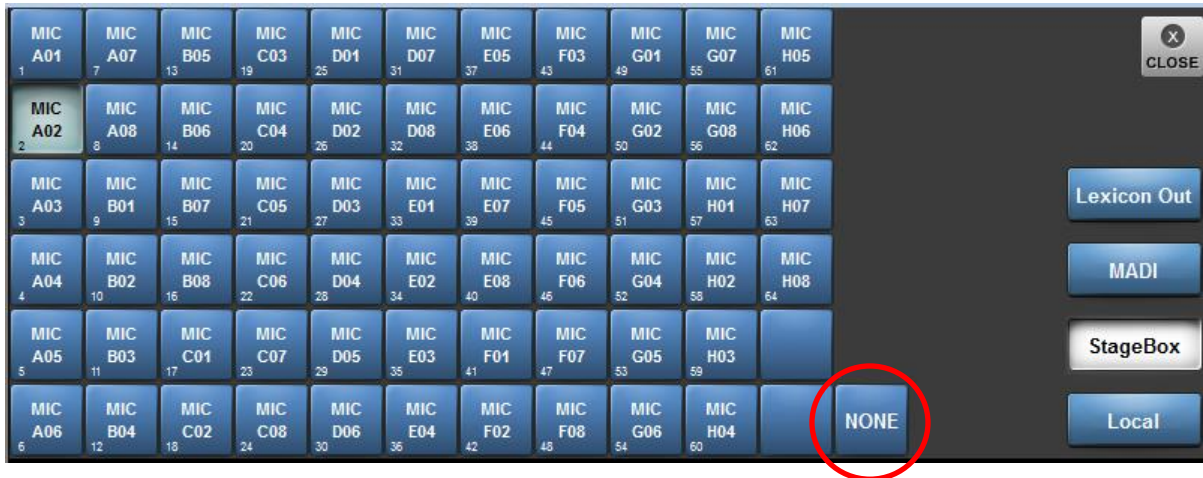 MIC MIC MIC MIC MIC MIC MIC MIC MIC MIC MIC
A01 A07 B05 C03 D01 D07 E05 F03 G01 G07 H05
1 7 13 19 25 31 37 43 49 55 61
X
CLOSE
MIC MIC MIC MIC MIC MIC MIC MIC MIC MIC MIC
A02 A08 B06 C04 D02 D08 E06 F04 G02 G08 H06
2 8 14 20 26 32 38 44 50 56 62
MIC MIC MIC MIC MIC MIC MIC MIC MIC MIC MIC
A03 B01 B07 C05 D03 E01 E07 F05 G03 H01 H07
3 9 15 21 27 33 39 45 51 57 63
Lexicon Out
MIC MIC MIC MIC MIC MIC MIC MIC MIC MIC MIC
A04 B02 B08 C06 D04 E02 E08 F06 G04 H02 H08
4 10 16 22 28 34 40 46 52 58 64
MADI
MIC MIC MIC MIC MIC MIC MIC MIC MIC MIC
A05 B03 C01 C07 D05 E03 F01 F07 G05 H03
5 11 17 23 29 35 41 47 53 59
StageBox
MIC MIC MIC MIC MIC MIC MIC MIC MIC MIC
A06 B04 C02 C08 D06 E04 F02 F08 G06 H04
6 12 18 24 30 36 42 48 54 60
NONE
Local